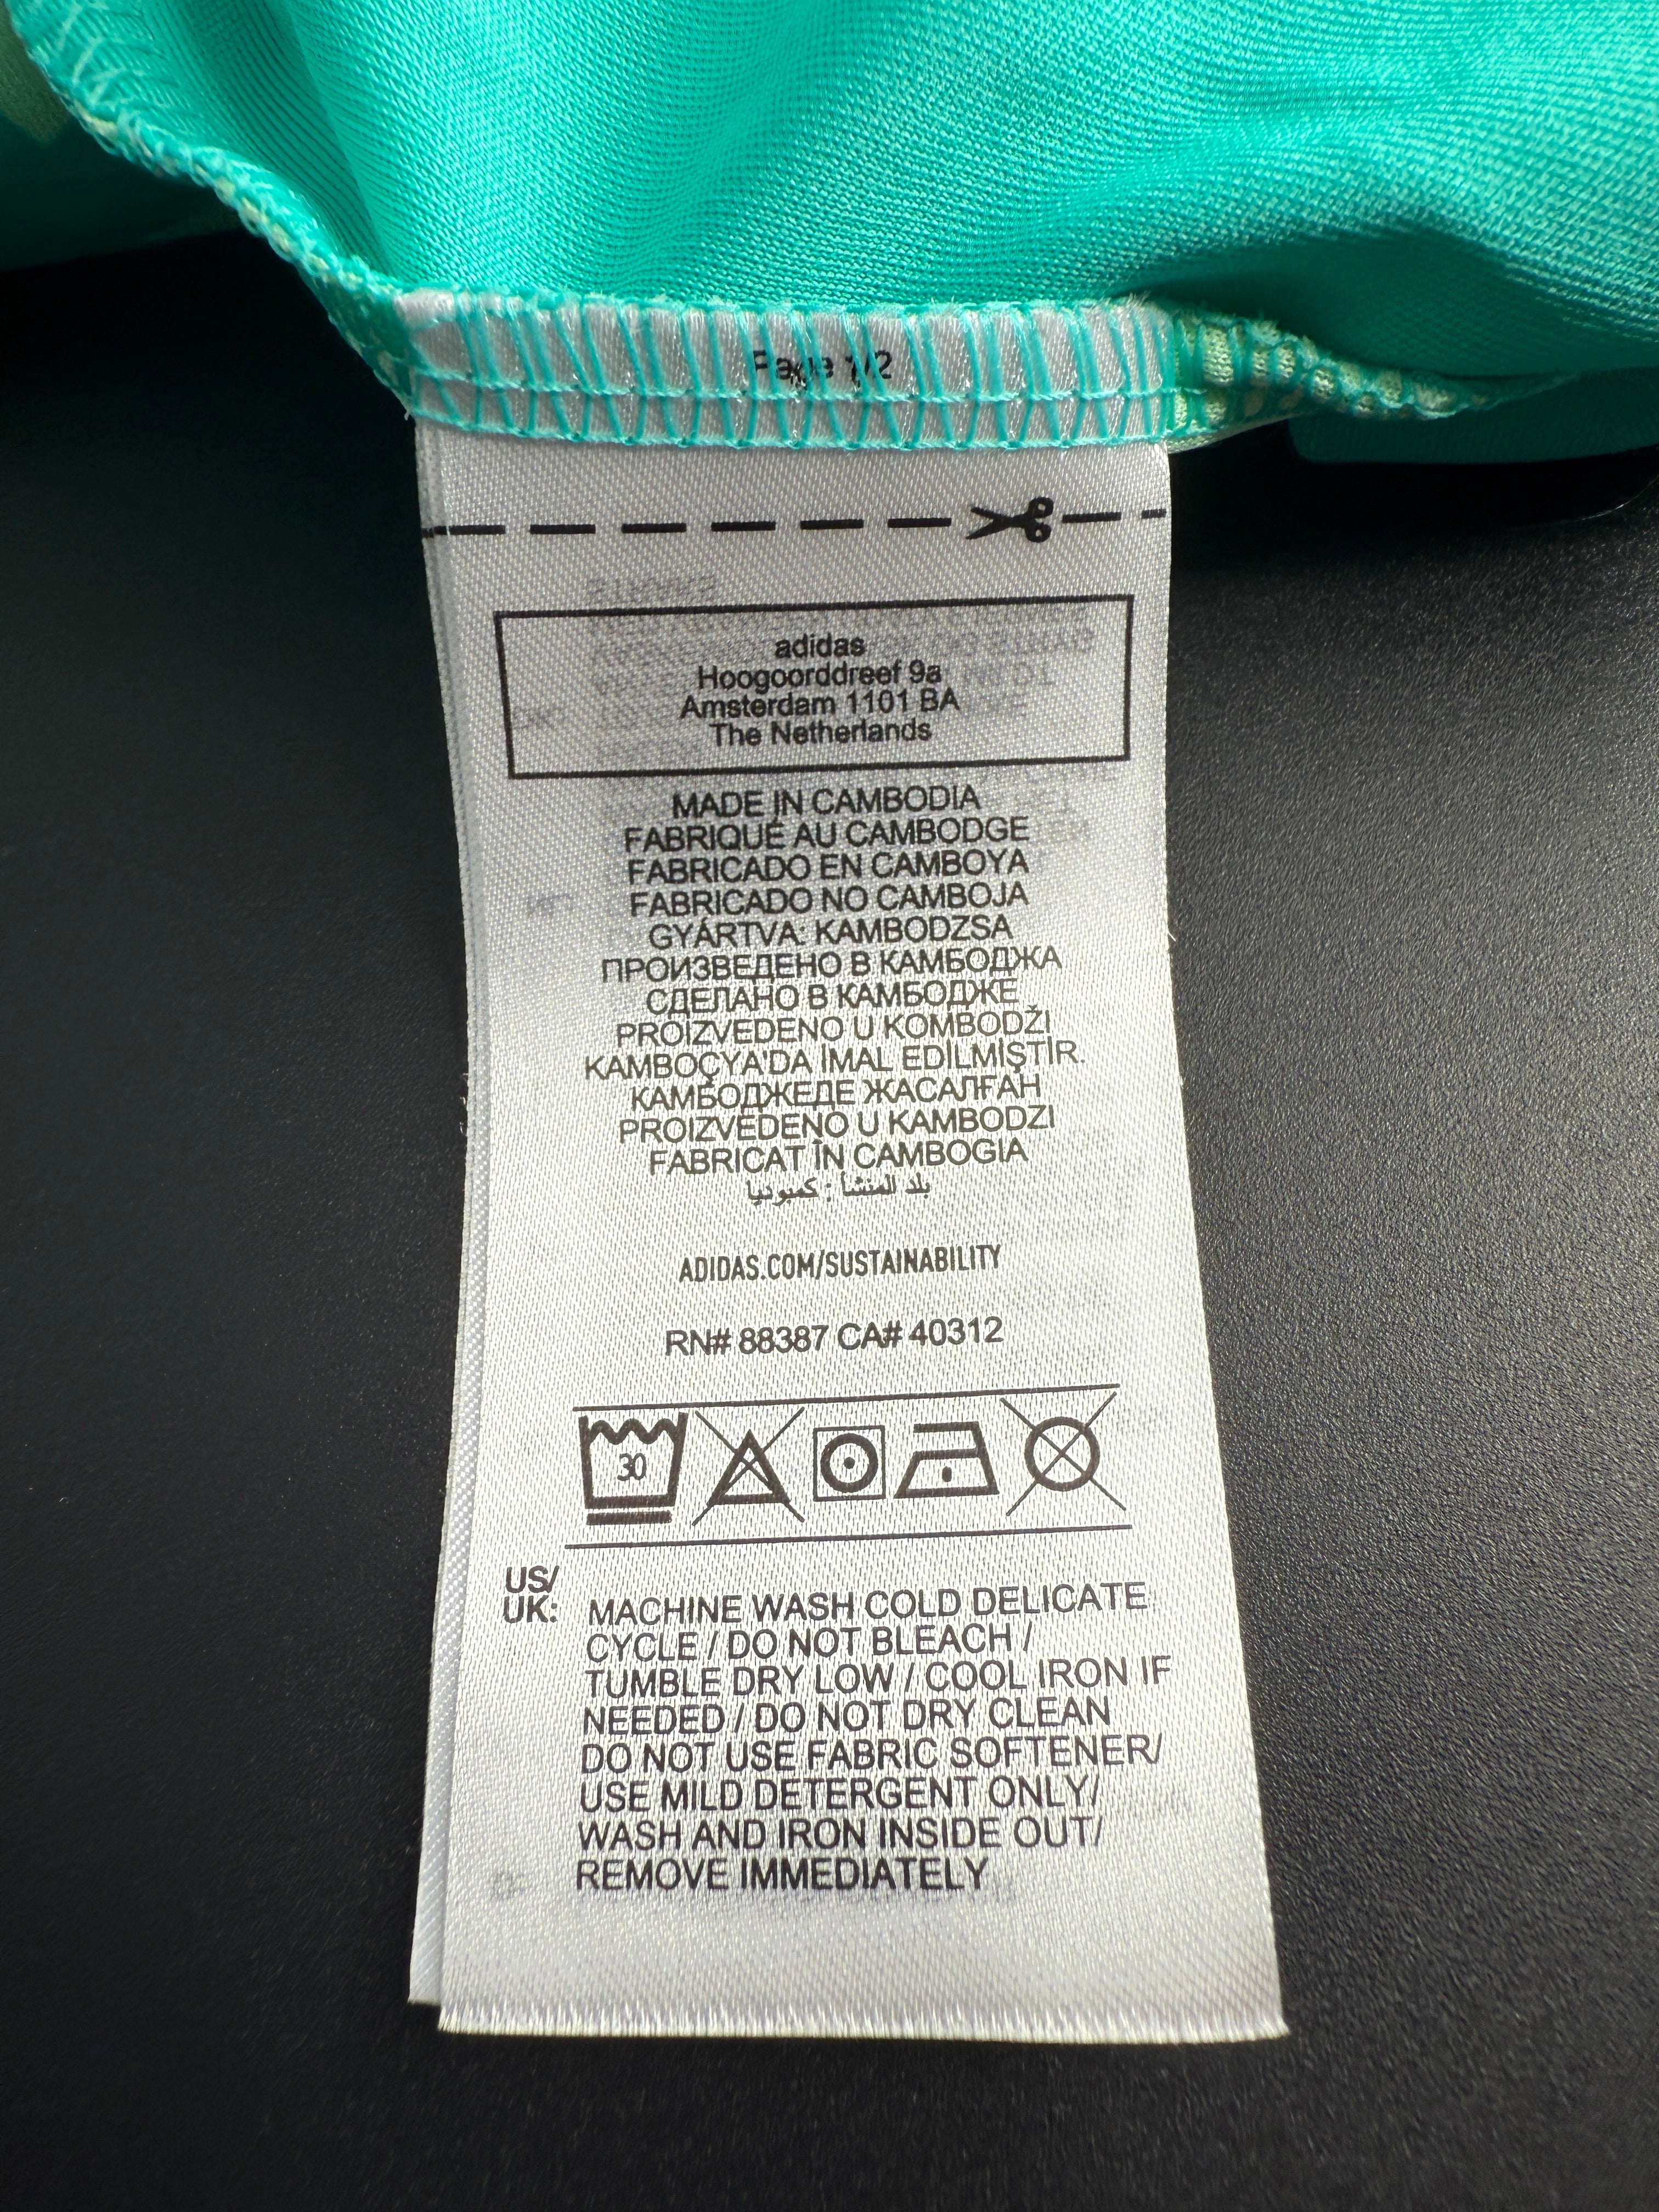 Page 1/2
adidas
Hoogoorddreef 9a
Amsterdam 1101 BA
The Netherlands
MADE IN CAMBODIA
FABRIQUÉ AU CAMBODGE
FABRICADO EN CAMBOYA
FABRICADO NO CAMBOJA
GYÁRTVA: KAMBODZSA
ПРОИЗВЕДЕНО В КАМБОДЖА
СДЕЛАНО В КАМБОДЖЕ
PROIZVEDENO U KOMBODŽI
KAMBOÇYA'DA İMAL EDİLMİŞTİR.
КАМБОДЖЕДЕ ЖАСАЛҒАН
PROIZVEDENO U KAMBODZI
FABRICAT ÎN CAMBOGIA
بلد المنشأ : كمبوديا
ADIDAS.COM/SUSTAINABILITY
RN# 88387 CA# 40312
30
US/
UK: MACHINE WASH COLD DELICATE
CYCLE / DO NOT BLEACH /
TUMBLE DRY LOW / COOL IRON IF
NEEDED / DO NOT DRY CLEAN
DO NOT USE FABRIC SOFTENER/
USE MILD DETERGENT ONLY/
WASH AND IRON INSIDE OUT/
REMOVE IMMEDIATELY